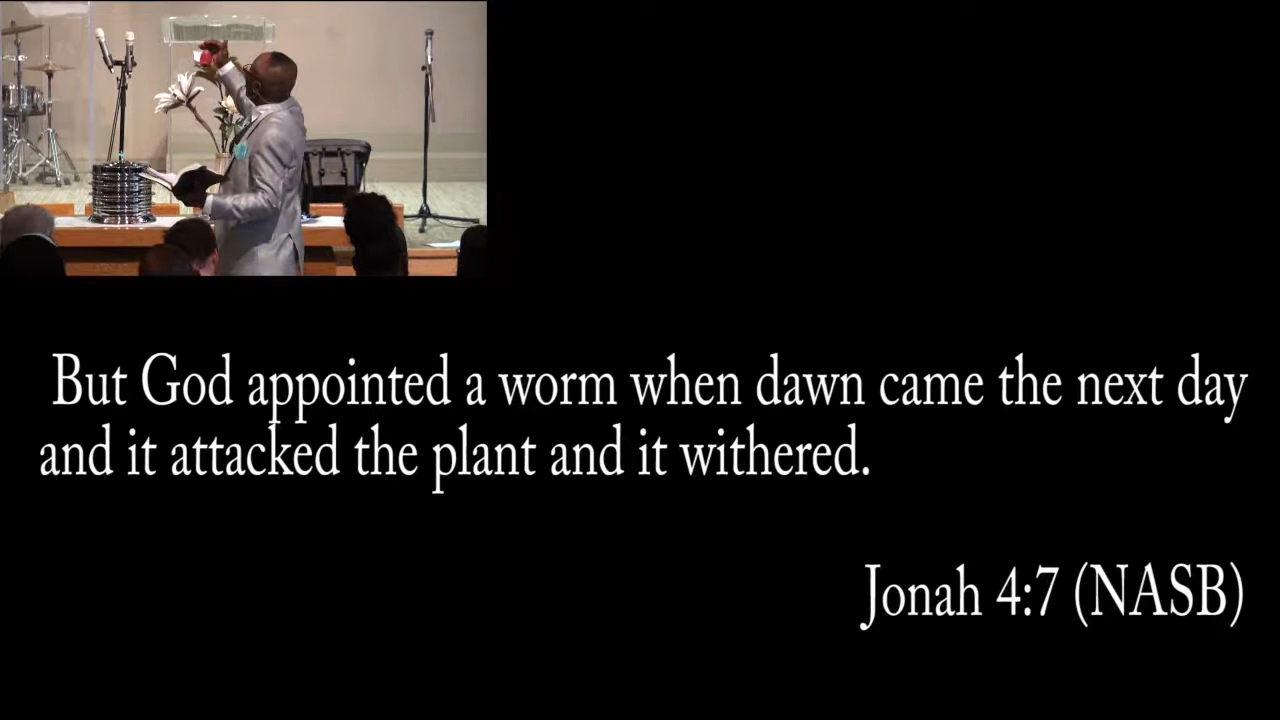 But God appointed a worm when dawn came the next day
and it attacked the plant and it withered.
Jonah 4:7 (NASB)